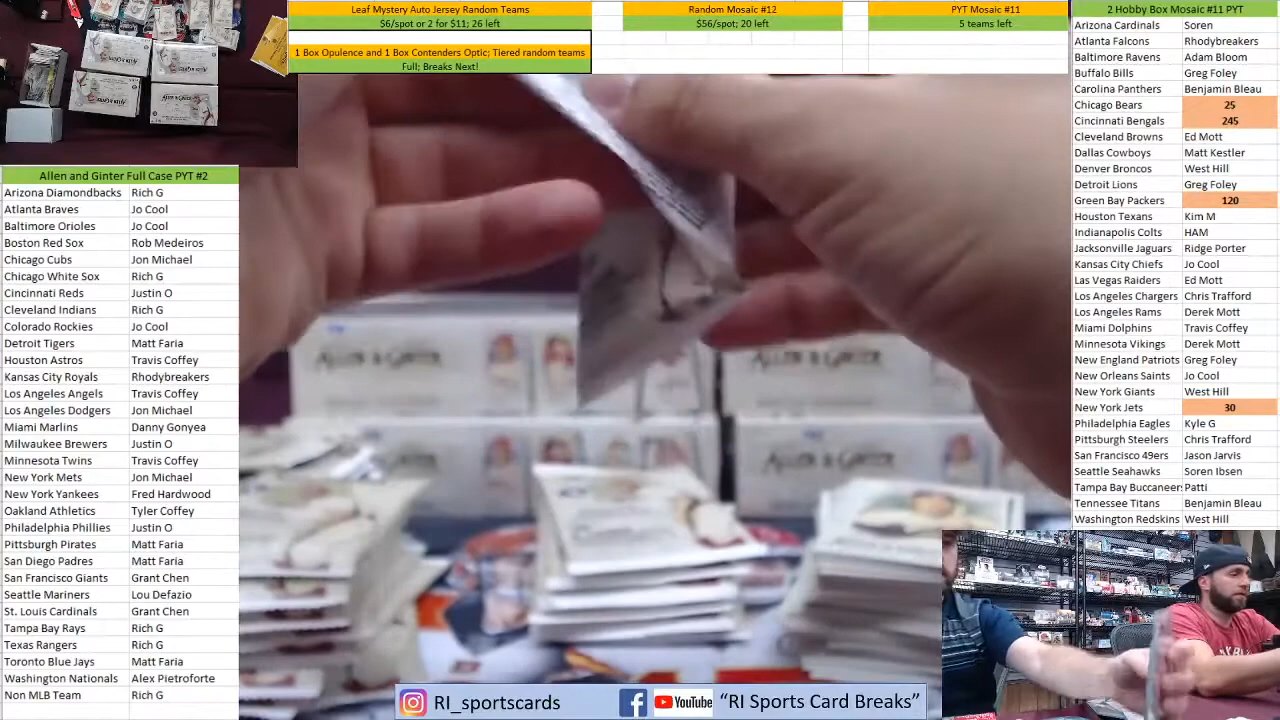 Leaf Mystery Auto Jersey Random Teams
$6/spot or 2 for $11; 26 left
1 Box Opulence and 1 Box Contenders Optic; Tiered random teams
Full; Breaks Next!
Random Mosaic #12
$56/spot; 20 left
PYT Mosaic #11
5 teams left
Allen and Ginter Full Case PYT #2
Arizona Diamondbacks Rich G
Atlanta Braves Jo Cool
Baltimore Orioles Jo Cool
Boston Red Sox Rob Medeiros
Chicago Cubs Jon Michael
Chicago White Sox Rich G
Cincinnati Reds Justin O
Cleveland Indians Rich G
Colorado Rockies Jo Cool
Detroit Tigers Matt Faria
Houston Astros Travis Coffey
Kansas City Royals Rhodybreakers
Los Angeles Angels Travis Coffey
Los Angeles Dodgers Jon Michael
Miami Marlins Danny Gonyea
Milwaukee Brewers Justin O
Minnesota Twins Travis Coffey
New York Mets Jon Michael
New York Yankees Fred Hardwood
Oakland Athletics Tyler Coffey
Philadelphia Phillies Justin O
Pittsburgh Pirates Matt Faria
San Diego Padres Matt Faria
San Francisco Giants Grant Chen
Seattle Mariners Lou Defazio
St. Louis Cardinals Grant Chen
Tampa Bay Rays Rich G
Texas Rangers Rich G
Toronto Blue Jays Matt Faria
Washington Nationals Alex Pietroforte
Non MLB Team Rich G
2 Hobby Box Mosaic #11 PYT
Arizona Cardinals Soren
Atlanta Falcons Rhodybreakers
Baltimore Ravens Adam Bloom
Buffalo Bills Greg Foley
Carolina Panthers Benjamin Bleau
Chicago Bears 25
Cincinnati Bengals 245
Cleveland Browns Ed Mott
Dallas Cowboys Matt Kestler
Denver Broncos West Hill
Detroit Lions Greg Foley
Green Bay Packers 120
Houston Texans Kim M
Indianapolis Colts HAM
Jacksonville Jaguars Ridge Porter
Kansas City Chiefs Jo Cool
Las Vegas Raiders Ed Mott
Los Angeles Chargers Chris Trafford
Los Angeles Rams Derek Mott
Miami Dolphins Travis Coffey
Minnesota Vikings Derek Mott
New England Patriots Greg Foley
New Orleans Saints Jo Cool
New York Giants West Hill
New York Jets 30
Philadelphia Eagles Kyle G
Pittsburgh Steelers Chris Trafford
San Francisco 49ers Jason Jarvis
Seattle Seahawks Soren Ibsen
Tampa Bay Buccaneers Patti
Tennessee Titans Benjamin Bleau
Washington Redskins West Hill
ALLEN & GINTER
ALLEN & GINTER
ALLEN & GINTER
ALLEN & GINTER
RI_sportscards
YouTube
"RI Sports Card Breaks"